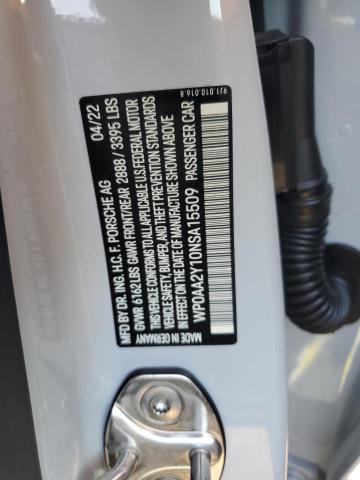 9J1.010.016.R
MFD BY DR. ING. H.C. F. PORSCHE AG 04/22
GVWR 6162 LBS GAWR FRONT/REAR 2888 / 3395 LBS
THIS VEHICLE CONFORMS TO ALL APPLICABLE U.S. FEDERAL MOTOR
VEHICLE SAFETY, BUMPER, AND THEFT PREVENTION STANDARDS
IN EFFECT ON THE DATE OF MANUFACTURE SHOWN ABOVE
WP0AA2Y10NSA15509 PASSENGER CAR
MADE IN GERMANY